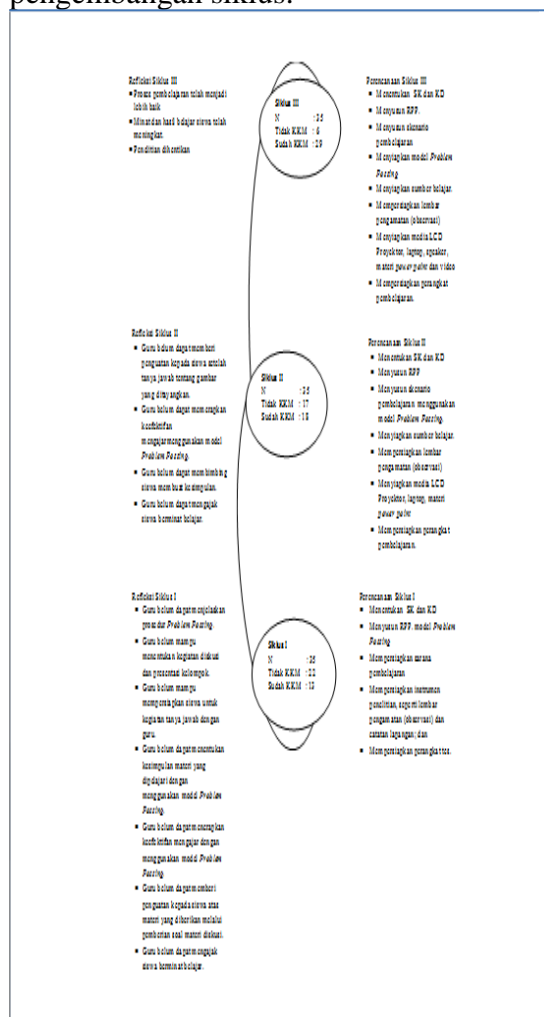 pengembangan siklus.
Refleksi Siklus III
▪ Proses pembelajaran telah menjadi
lebih baik
▪ Minat dan hasil belajar siswa telah
meningkat.
▪ Penelitian dihentikan
Siklus III
N : 35
Tidak KKM : 6
Sudah KKM : 29
Perencanaan Siklus III
▪ Menentukan SK dan KD
▪ Menyusun RPP.
▪ Menyusun skenario
pembelajaran
▪ Menyiapkan model Problem
Possing
▪ Menyiapkan sumber belajar.
▪ Mempersiapkan lembar
pengamatan (observasi)
▪ Menyiapkan media LCD
Proyektor, laptop, speaker,
materi power point dan video
▪ Mempersiapkan perangkat
pembelajaran.
Refleksi Siklus II
▪ Guru belum dapat memberi
penguatan kepada siswa setelah
tanya jawab tentang gambar
yang ditayangkan.
▪ Guru belum dapat menerapkan
keefektifan
mengajar menggunakan model
Problem Possing.
▪ Guru belum dapat membimbing
siswa membuat kesimpulan.
▪ Guru belum dapat mengajak
siswa berminat belajar.
Siklus II
N : 35
Tidak KKM : 17
Sudah KKM : 18
Perencanaan Siklus II
▪ Menentukan SK dan KD
▪ Menyusun RPP
▪ Menyusun skenario
pembelajaran menggunakan
model Problem Possing.
▪ Menyiapkan sumber belajar.
▪ Mempersiapkan lembar
pengamatan (observasi)
▪ Menyiapkan media LCD
Proyektor, laptop, materi
power point
▪ Mempersiapkan perangkat
pembelajaran.
Refleksi Siklus I
▪ Guru belum dapat menjelaskan
prosedur Problem Possing.
▪ Guru belum mampu
menentukan kegiatan diskusi
dan presentasi kelompok.
▪ Guru belum mampu
mempersiapkan siswa untuk
kegiatan tanya jawab dengan
guru.
▪ Guru belum dapat menentukan
kesimpulan materi yang
dipelajari dengan
menggunakan model Problem
Possing.
▪ Guru belum dapat menerapkan
keefektifan mengajar dengan
menggunakan model Problem
Possing
▪ Guru belum dapat memberi
penguatan kepada siswa atas
materi yang diberikan melalui
pemberian soal materi diskusi.
▪ Guru belum dapat mengajak
siswa berminat belajar.
Siklus I
N : 35
Tidak KKM : 22
Sudah KKM : 13
Perencanaan Siklus I
▪ Menentukan SK dan KD
▪ Menyusun RPP. model Problem
Possing
▪ Mempersiapkan sarana
pembelajaran
▪ Mempersiapkan instrumen
penelitian, seperti lembar
pengamatan (observasi) dan
catatan lapangan; dan
▪ Mempersiapkan perangkat tes.